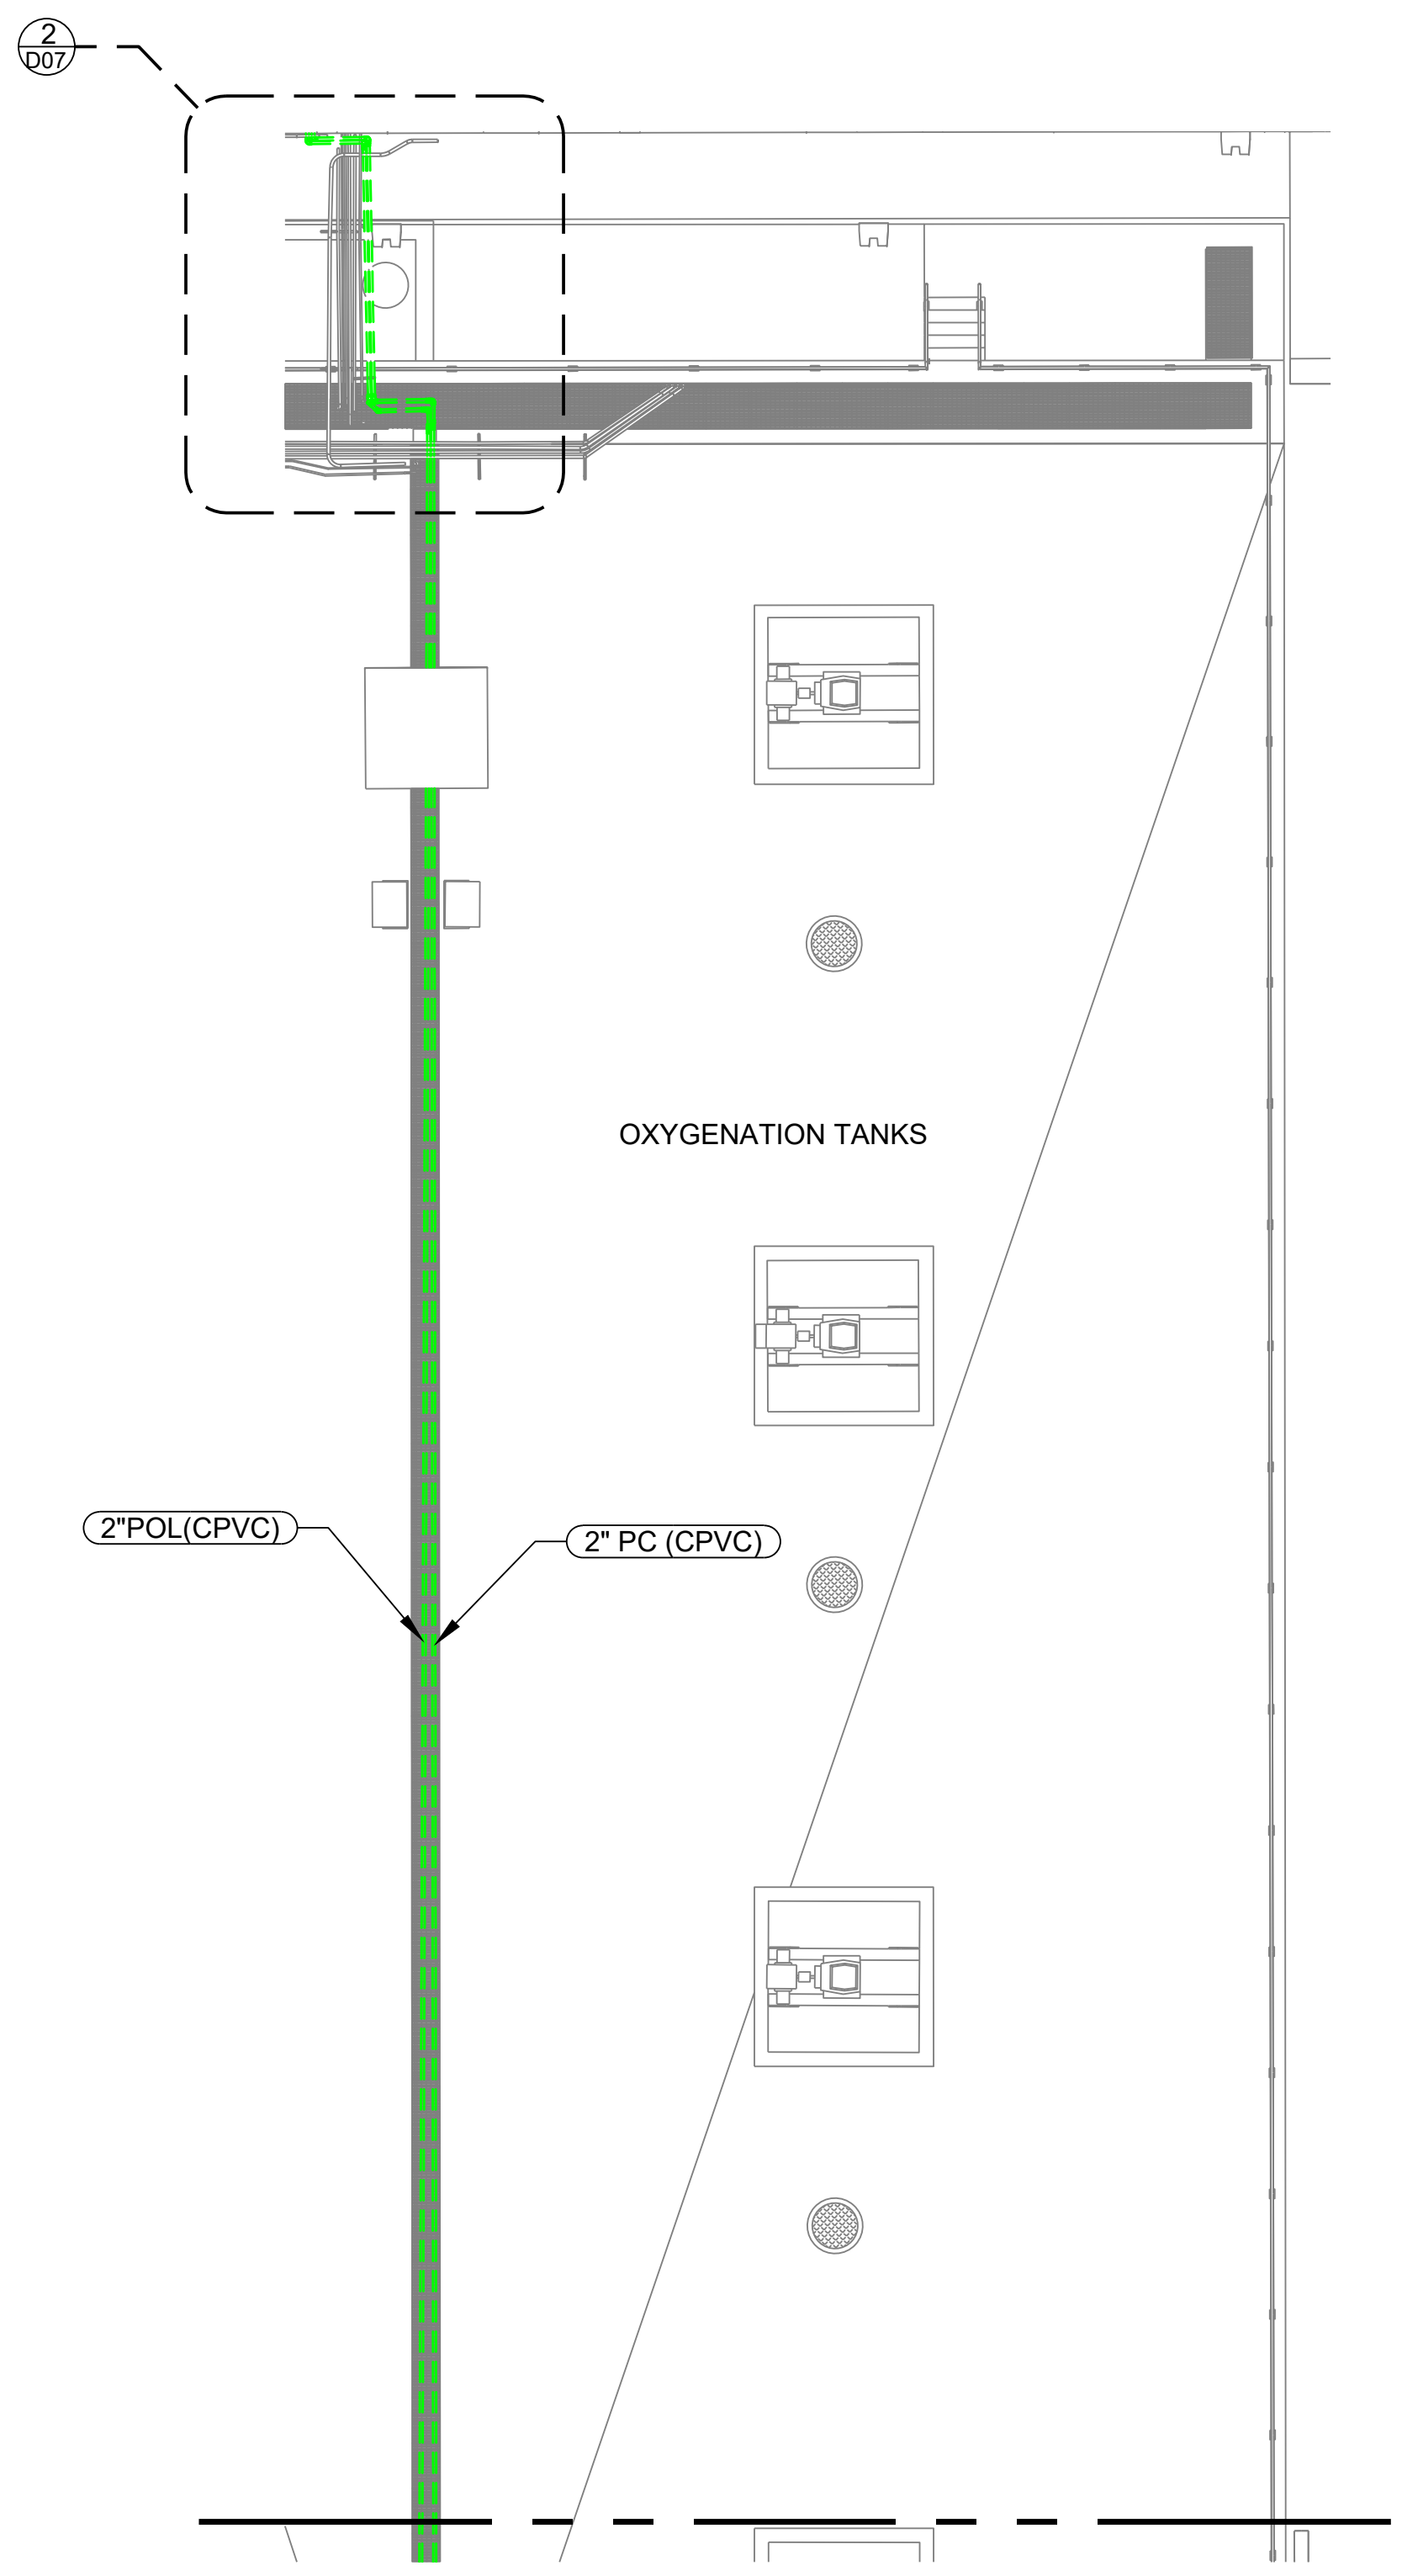 2
D07
OXYGENATION TANKS
2"POL(CPVC)
2" PC (CPVC)